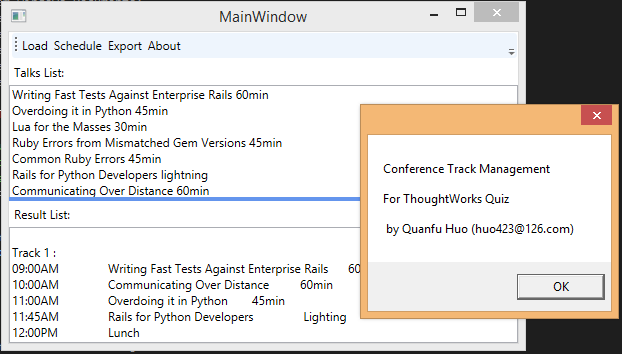 MainWindow
Load Schedule Export About
Talks List:
Writing Fast Tests Against Enterprise Rails 60min
Overdoing it in Python 45min
Lua for the Masses 30min
Ruby Errors from Mismatched Gem Versions 45min
Common Ruby Errors 45min
Rails for Python Developers lightning
Communicating Over Distance 60min
Result List:
Track 1 :
09:00AM Writing Fast Tests Against Enterprise Rails 60
10:00AM Communicating Over Distance 60min
11:00AM Overdoing it in Python 45min
11:45AM Rails for Python Developers Lighting
12:00PM Lunch
Conference Track Management
For ThoughtWorks Quiz
by Quanfu Huo (huo423@126.com)
OK